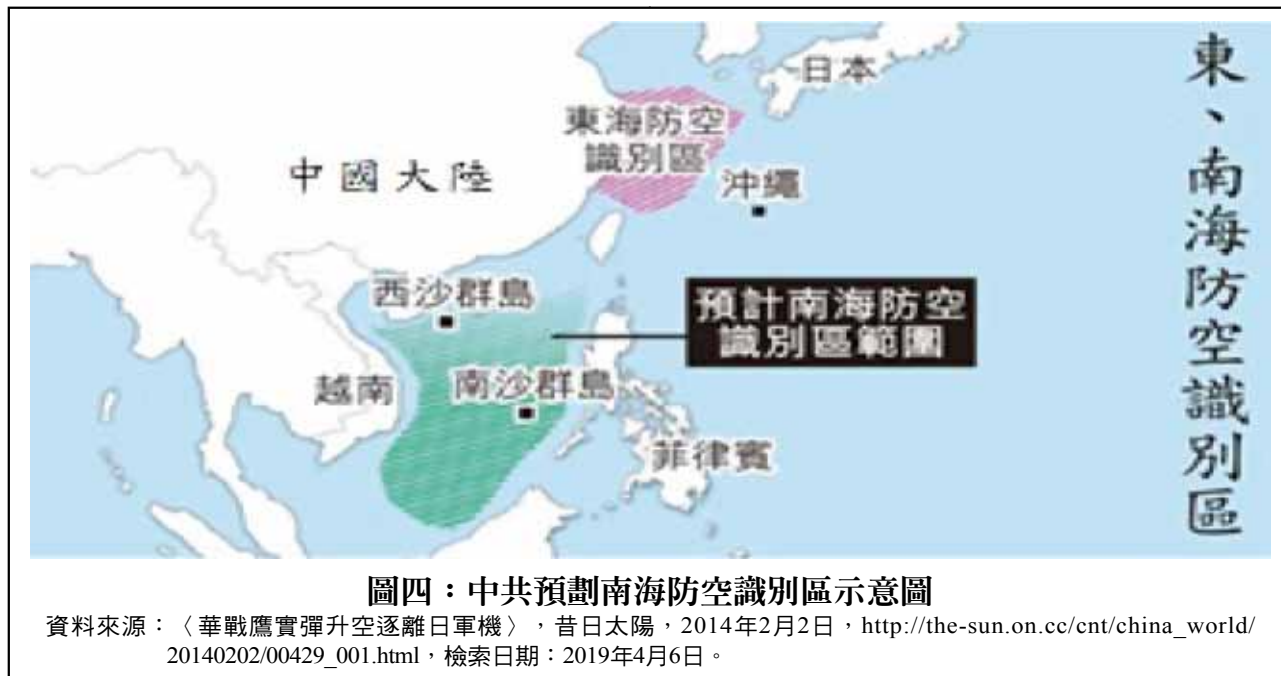 東、南海防空識別區
日本
東海防空
識別區
中國大陸
沖繩
西沙群島
預計南海防空
識別區範圍
越南
南沙群島
菲律賓
圖四：中共預劃南海防空識別區示意圖
資料來源：〈華戰鷹實彈升空逐離日軍機〉，昔日太陽，2014年2月2日，http://the-sun.on.cc/cnt/china_world/
20140202/00429_001.html，檢索日期：2019年4月6日。